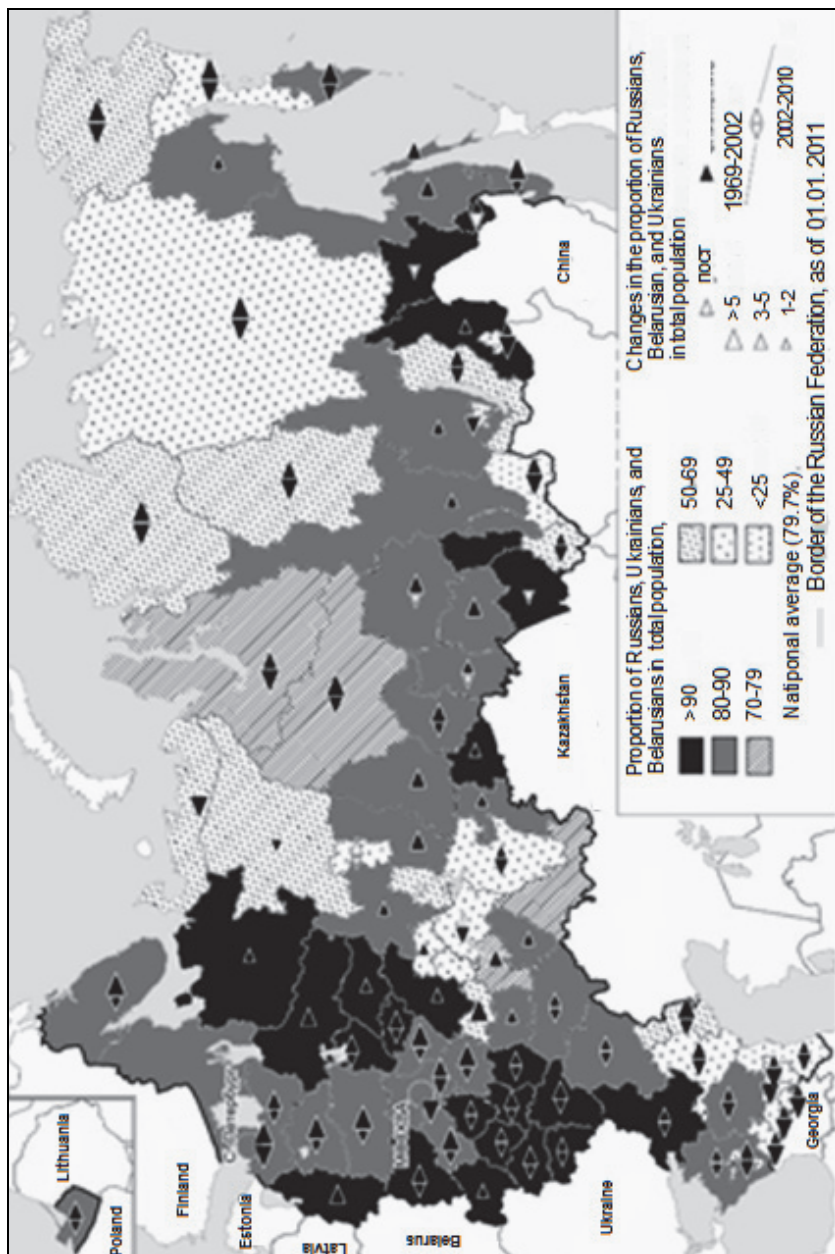 Lithuania
Poland
Finland
Estonia
Latvia
Belarus
Ukraine
Georgia
Kazakhstan
China
МОСКВА
Proportion of Russians, Ukrainians, and
Belarusians in total population,
>90
80-90
70-79
50-69
25-49
<25
Natiponal average (79.7%)
Changes in the proportion of Russians,
Belarusian, and Ukrainians
in total population
пост
>5
3-5
1-2
1969-2002
2002-2010
Border of the Russian Federation, as of 01.01. 2011